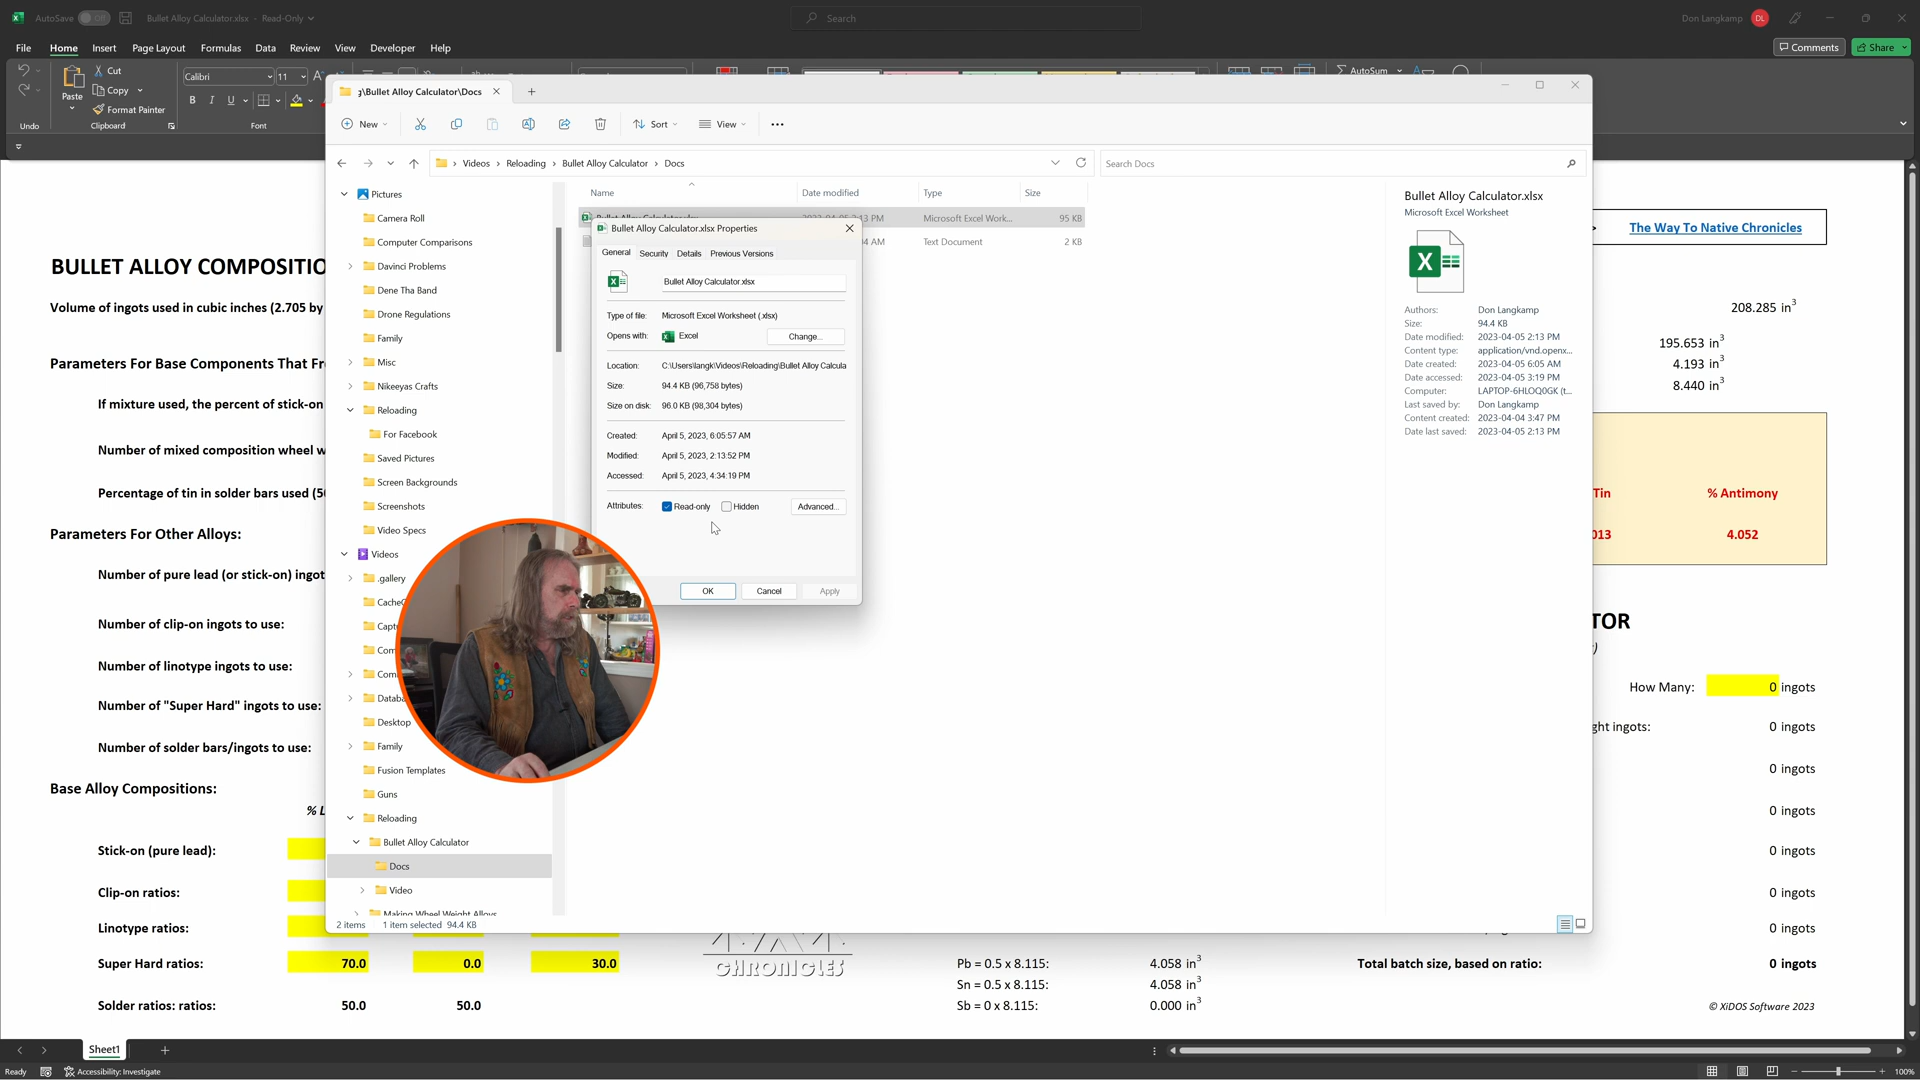 AutoSave Off Bullet Alloy Calculator.xlsx • Read-Only Search Don Langkamp DL
File Home Insert Page Layout Formulas Data Review View Developer Help Comments Share
Cut
Copy
Format Painter
Paste
Calibri 11
B I U
AutoSum
Undo Clipboard Font
g\Bullet Alloy Calculator\Docs
New Sort View
Videos Reloading Bullet Alloy Calculator Docs Search Docs
Name Date modified Type Size
Microsoft Excel Work... 95 KB
Text Document 2 KB
Pictures
Camera Roll
Computer Comparisons
Davinci Problems
Dene Tha Band
Drone Regulations
Family
Misc
Nikeeyas Crafts
Reloading
For Facebook
Saved Pictures
Screen Backgrounds
Screenshots
Video Specs
Videos
.gallery
Desktop
Family
Fusion Templates
Guns
Reloading
Bullet Alloy Calculator
Docs
Video
Making Wheel Weight Alloys
2 items 1 item selected 94.4 KB
Bullet Alloy Calculator.xlsx Properties
General Security Details Previous Versions
Bullet Alloy Calculator.xlsx
Type of file: Microsoft Excel Worksheet (.xlsx)
Opens with: Excel Change...
Location: C:\Users\langk\Videos\Reloading\Bullet Alloy Calcula
Size: 94.4 KB (96,758 bytes)
Size on disk: 96.0 KB (98,304 bytes)
Created: April 5, 2023, 6:05:57 AM
Modified: April 5, 2023, 2:13:52 PM
Accessed: April 5, 2023, 4:34:19 PM
Attributes: Read-only Hidden Advanced...
OK Cancel Apply
Bullet Alloy Calculator.xlsx
Microsoft Excel Worksheet
Authors: Don Langkamp
Size: 94.4 KB
Date modified: 2023-04-05 2:13 PM
Content type: application/vnd.openx...
Date created: 2023-04-05 6:05 AM
Date accessed: 2023-04-05 3:19 PM
Computer: LAPTOP-6HLOQ0GK (t...
Last saved by: Don Langkamp
Content created: 2023-04-04 3:47 PM
Date last saved: 2023-04-05 2:13 PM
The Way To Native Chronicles
BULLET ALLOY COMPOSITIO
Volume of ingots used in cubic inches (2.705 by 208.285 in³
195.653 in³
4.193 in³
8.440 in³
Parameters For Base Components That Fr
If mixture used, the percent of stick-on
Number of mixed composition wheel w
Percentage of tin in solder bars used (50
Tin % Antimony
013 4.052
Parameters For Other Alloys:
Number of pure lead (or stick-on) ingot
Number of clip-on ingots to use:
Number of linotype ingots to use:
Number of "Super Hard" ingots to use:
Number of solder bars/ingots to use:
TOR
How Many: 0 ingots
ght ingots: 0 ingots
0 ingots
0 ingots
0 ingots
0 ingots
0 ingots
Total batch size, based on ratio: 0 ingots
Base Alloy Compositions:
% L
Stick-on (pure lead):
Clip-on ratios:
Linotype ratios:
Super Hard ratios: 70.0 0.0 30.0
Solder ratios: ratios: 50.0 50.0
CHRONICLES
Pb = 0.5 x 8.115: 4.058 in³
Sn = 0.5 x 8.115: 4.058 in³
Sb = 0 x 8.115: 0.000 in³
© XiDOS Software 2023
Sheet1
Ready Accessibility: Investigate 100%